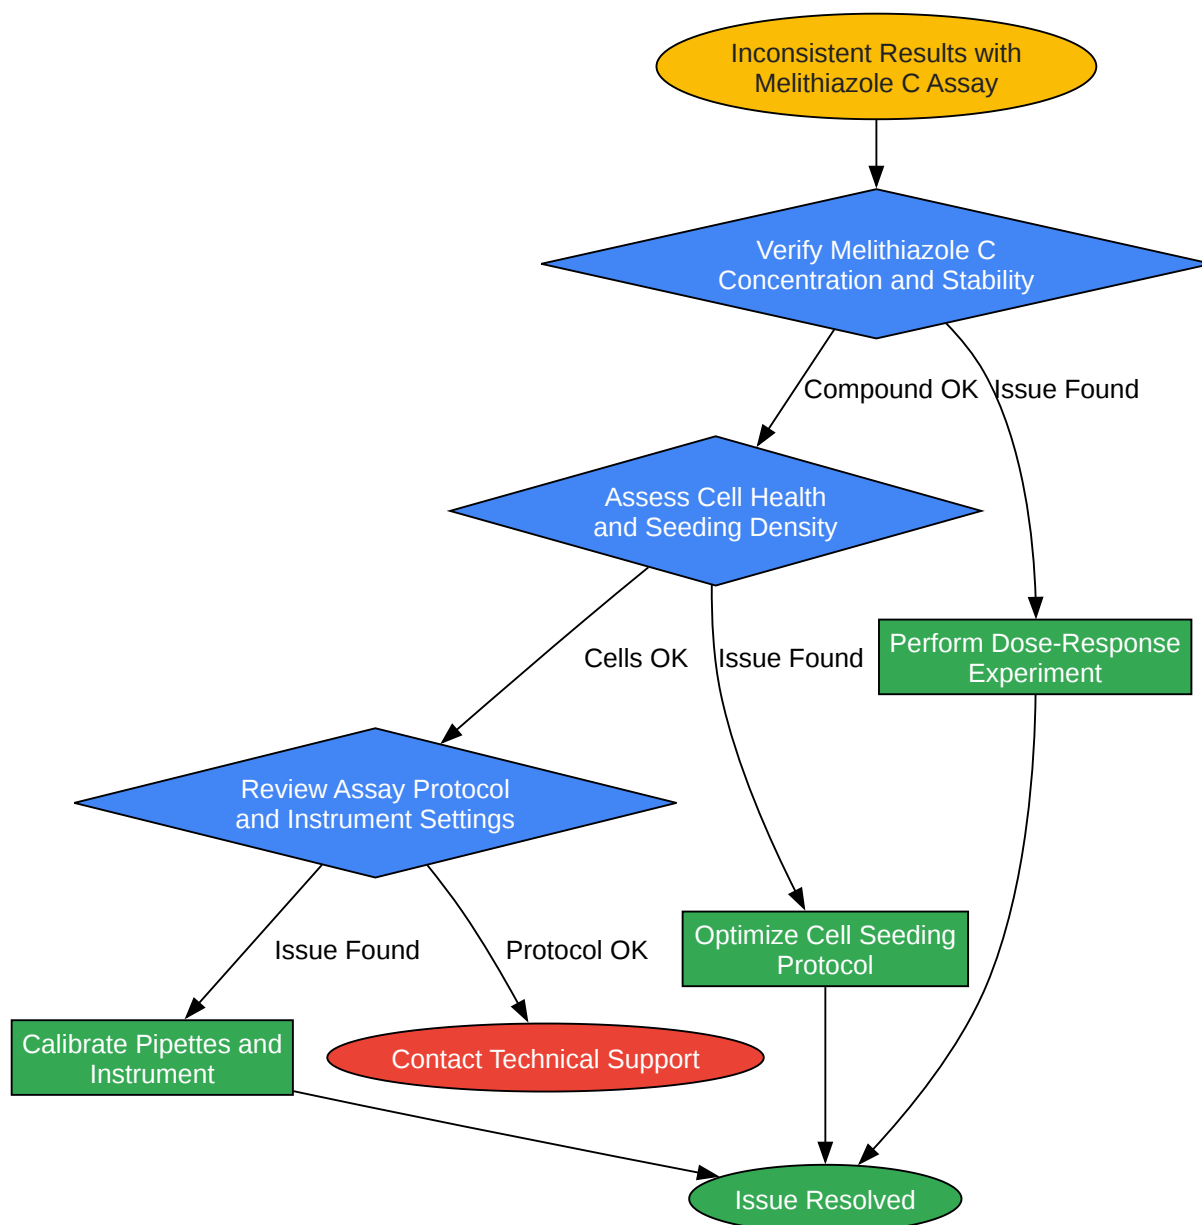 Inconsistent Results with
Melithiazole C Assay
Verify Melithiazole C
Concentration and Stability
Compound OK
Issue Found
Assess Cell Health
and Seeding Density
Cells OK
Issue Found
Perform Dose-Response
Experiment
Review Assay Protocol
and Instrument Settings
Issue Found
Protocol OK
Optimize Cell Seeding
Protocol
Calibrate Pipettes and
Instrument
Contact Technical Support
Issue Resolved